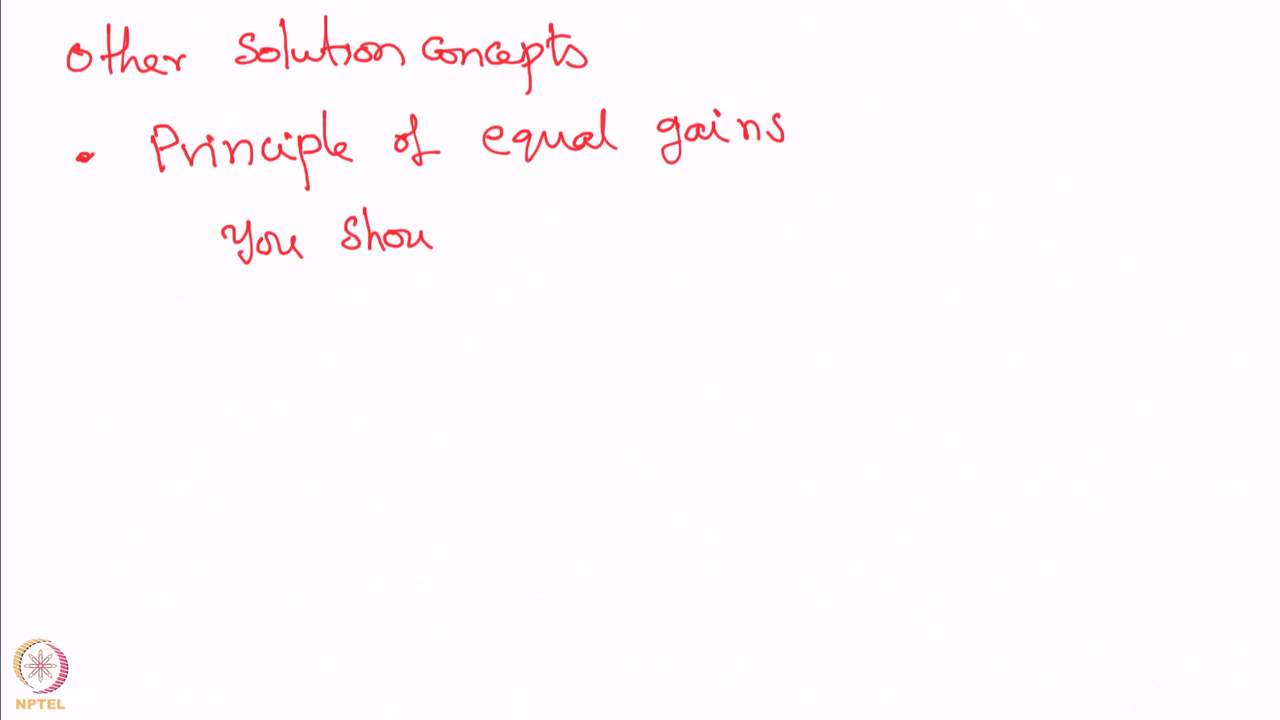 Other Solution Concepts
• Principle of equal gains
You shou
NPTEL